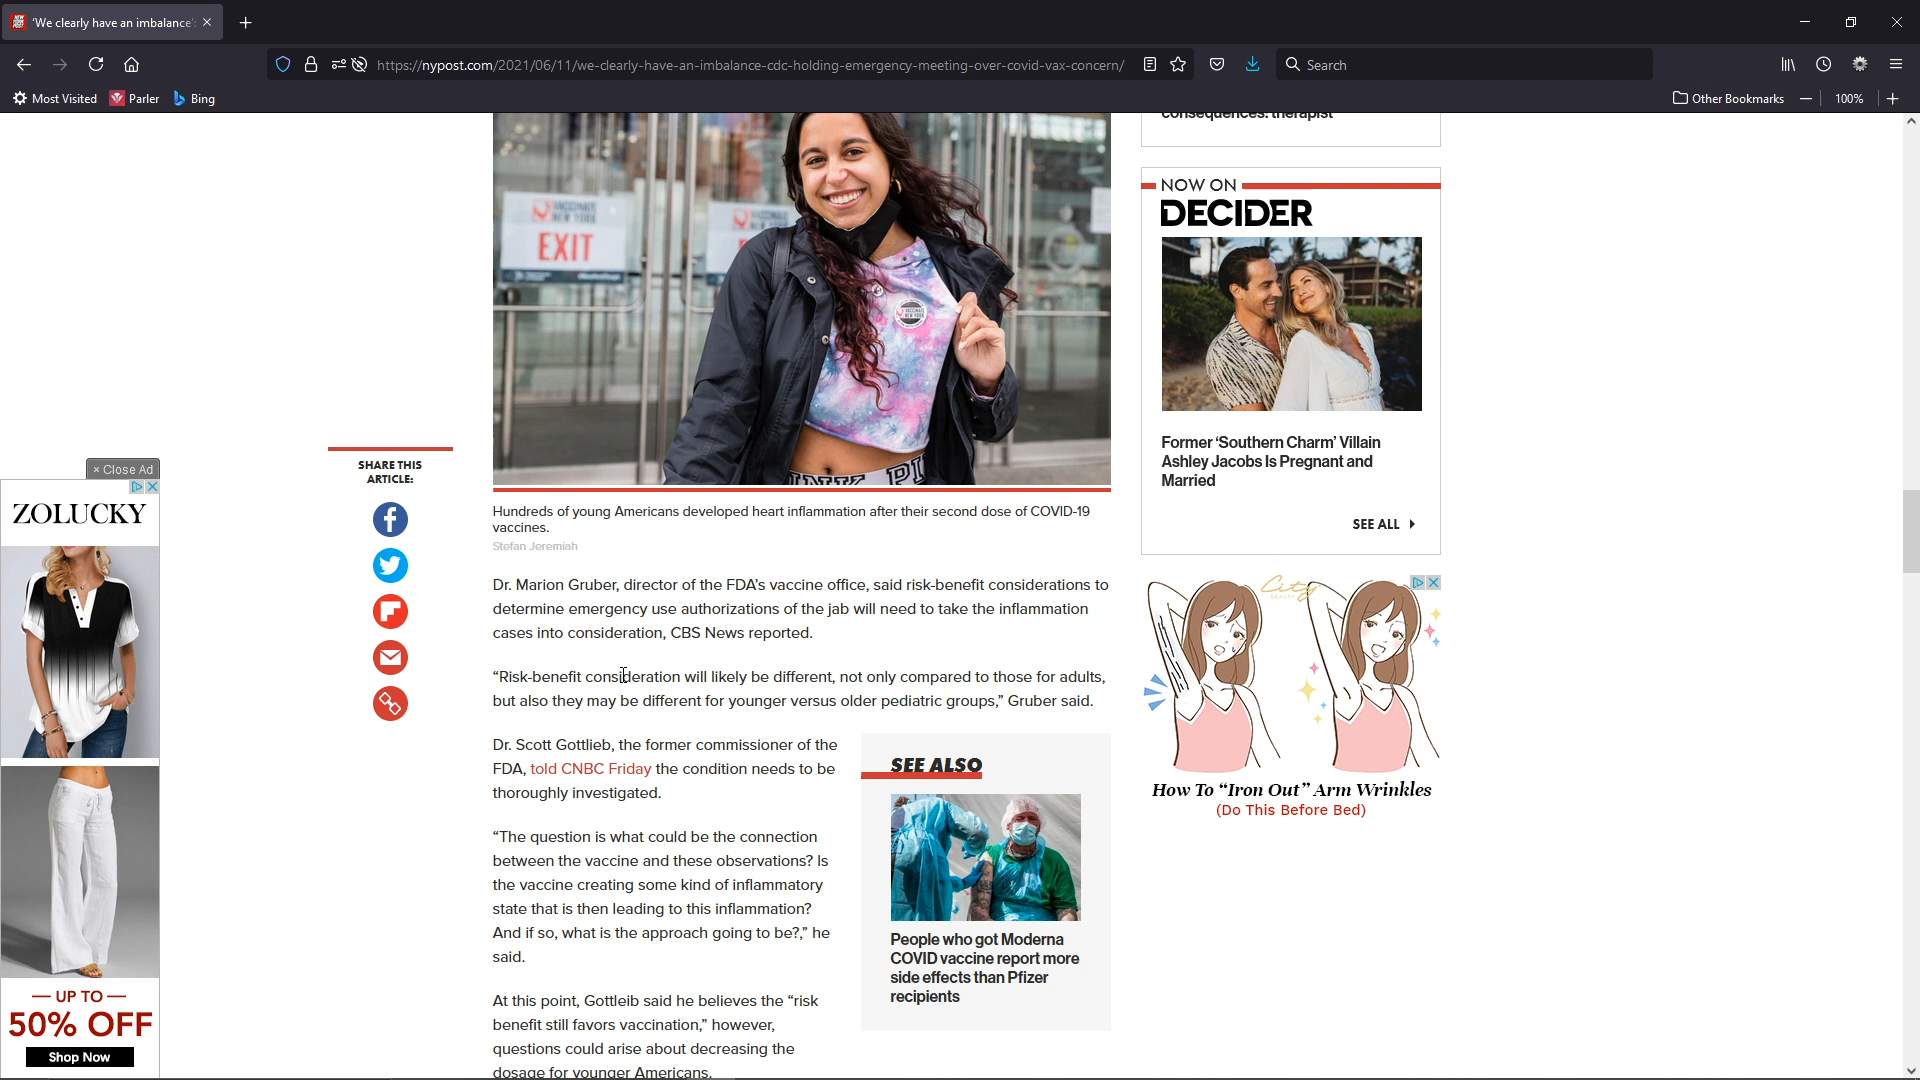 'We clearly have an imbalance':
https://nypost.com/2021/06/11/we-clearly-have-an-imbalance-cdc-holding-emergency-meeting-over-covid-vax-concern/
Search
Most Visited
Parler
Bing
Other Bookmarks
100%
consequences: therapist
NOW ON
DECIDER
Former 'Southern Charm' Villain
Ashley Jacobs Is Pregnant and
Married
SEE ALL
VACCINATE
NEW YORK
EXIT
PINK PI
SHARE THIS
ARTICLE:
Hundreds of young Americans developed heart inflammation after their second dose of COVID-19
vaccines.
Stefan Jeremiah
Dr. Marion Gruber, director of the FDA's vaccine office, said risk-benefit considerations to
determine emergency use authorizations of the jab will need to take the inflammation
cases into consideration, CBS News reported.
“Risk-benefit consideration will likely be different, not only compared to those for adults,
but also they may be different for younger versus older pediatric groups,” Gruber said.
Dr. Scott Gottlieb, the former commissioner of the
FDA, told CNBC Friday the condition needs to be
thoroughly investigated.
“The question is what could be the connection
between the vaccine and these observations? Is
the vaccine creating some kind of inflammatory
state that is then leading to this inflammation?
And if so, what is the approach going to be?,” he
said.
At this point, Gottleib said he believes the “risk
benefit still favors vaccination,” however,
questions could arise about decreasing the
dosage for younger Americans.
SEE ALSO
People who got Moderna
COVID vaccine report more
side effects than Pfizer
recipients
City
BEAUTY
How To “Iron Out” Arm Wrinkles
(Do This Before Bed)
× Close Ad
ZOLUCKY
— UP TO —
50% OFF
Shop Now